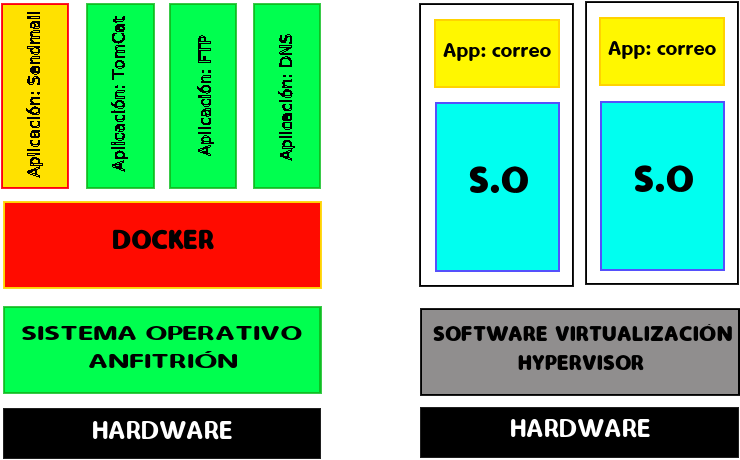 Aplicación: Sendmail
Aplicación: TomCat
Aplicación: FTP
Aplicación: DNS
DOCKER
SISTEMA OPERATIVO
ANFITRIÓN
HARDWARE
App: correo
S.O
App: correo
S.O
SOFTWARE VIRTUALIZACIÓN
HYPERVISOR
HARDWARE